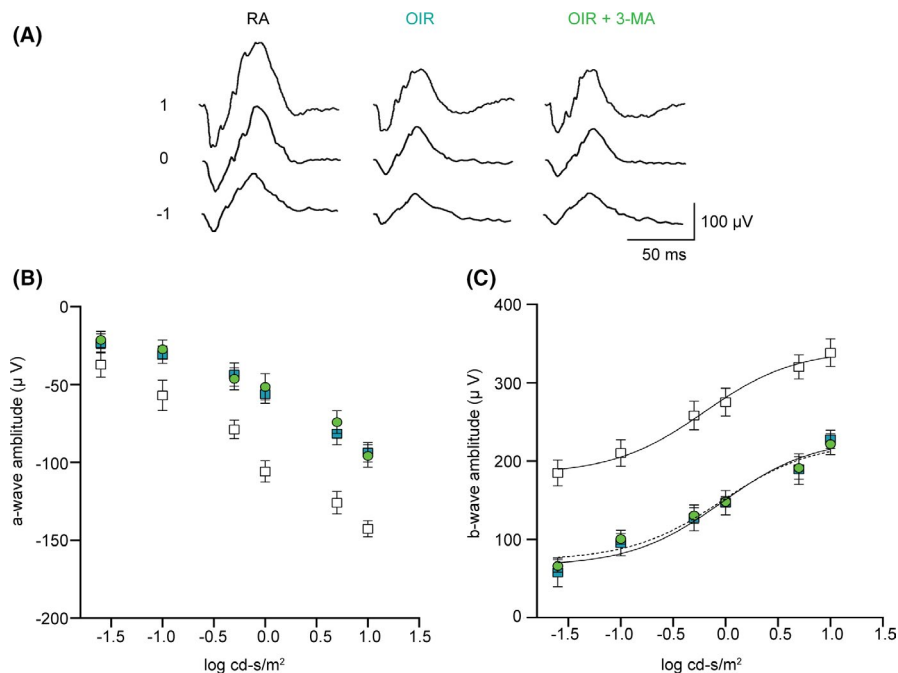 (A)
RA OIR OIR + 3-MA
1
0
-1
100 µV
50 ms
(B)
a-wave amblitude (µ V)
0
-50
-100
-150
-200
-1.5 -1.0 -0.5 0.0 0.5 1.0 1.5
log cd-s/m²
(C)
b-wave amblitude (µ V)
400
300
200
100
0
-1.5 -1.0 -0.5 0.0 0.5 1.0 1.5
log cd-s/m²